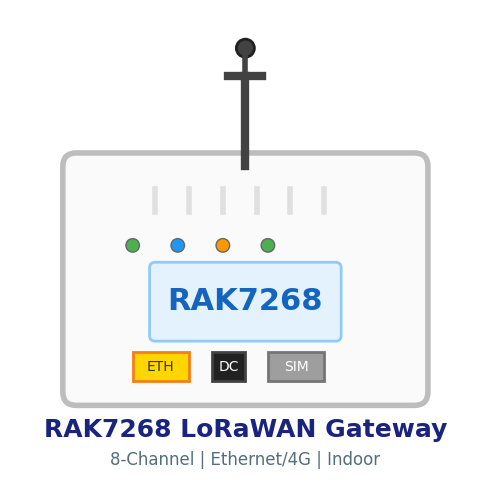 RAK7268
ETH DC SIM
RAK7268 LoRaWAN Gateway
8-Channel | Ethernet/4G | Indoor